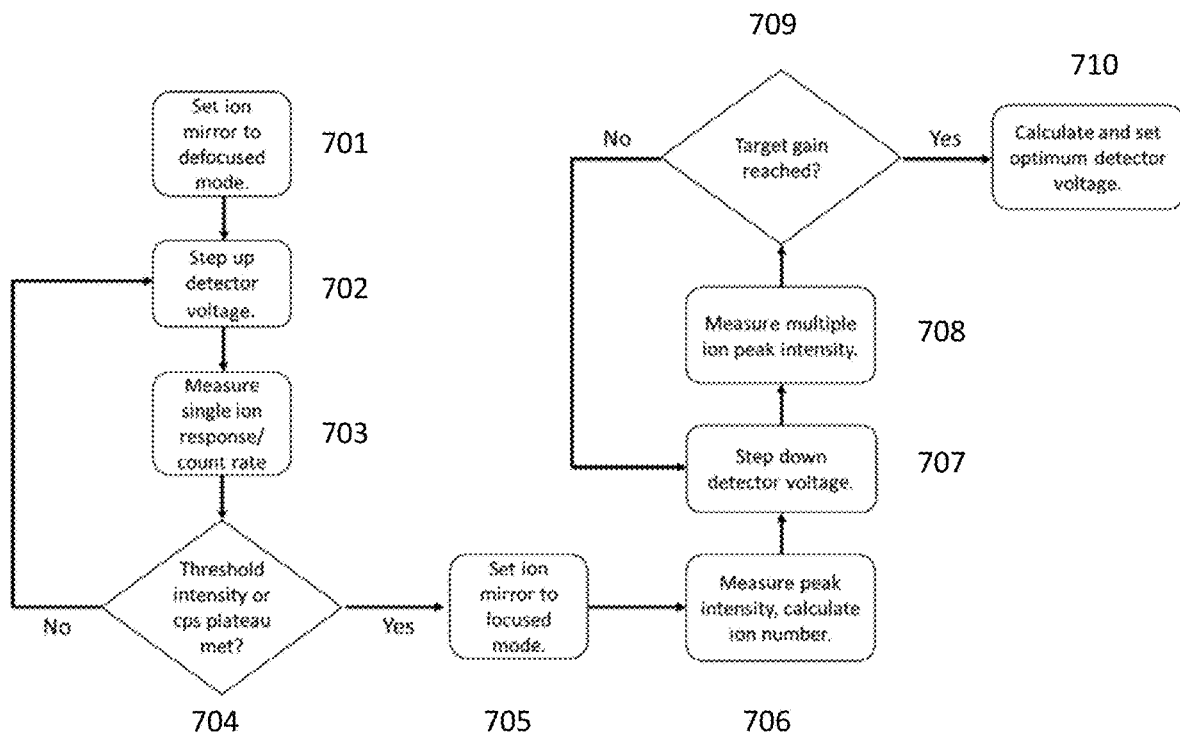 Set ion
mirror to
defocused
mode.
701
Step up
detector
voltage.
702
Measure
single ion
response/
count rate
703
Threshold
intensity or
cps plateau
met?
No
Yes
704
Set ion
mirror to
focused
mode.
705
Measure peak
intensity, calculate
ion number.
706
Step down
detector voltage.
707
Measure multiple
ion peak intensity.
708
709
Target gain
reached?
No
Yes
710
Calculate and set
optimum detector
voltage.